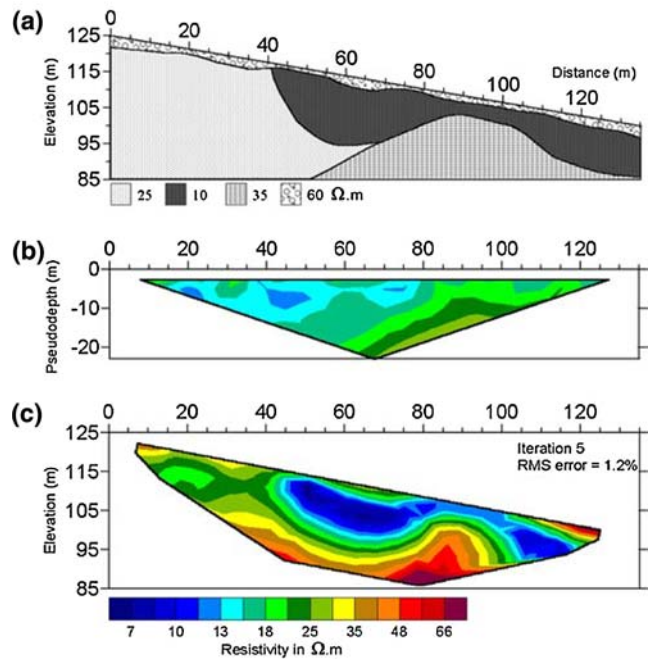 (a)
0 20 40 60 80 100 120
Distance (m)
Elevation (m)
125
115
105
95
85
25 10 35 60 Ω.m
(b)
0 20 40 60 80 100 120
Pseudodepth (m)
0
-10
-20
(c)
0 20 40 60 80 100 120
Elevation (m)
125
115
105
95
85
Iteration 5
RMS error = 1.2%
7 10 13 18 25 35 48 66
Resistivity in Ω.m